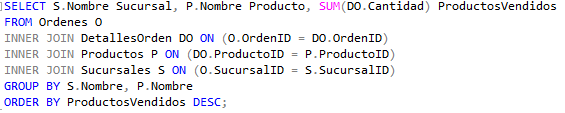 SELECT S.Nombre Sucursal, P.Nombre Producto, SUM(DO.Cantidad) ProductosVendidos
FROM Ordenes O
INNER JOIN DetallesOrden DO ON (O.OrdenID = DO.OrdenID)
INNER JOIN Productos P ON (DO.ProductoID = P.ProductoID)
INNER JOIN Sucursales S ON (O.SucursalID = S.SucursalID)
GROUP BY S.Nombre, P.Nombre
ORDER BY ProductosVendidos DESC;